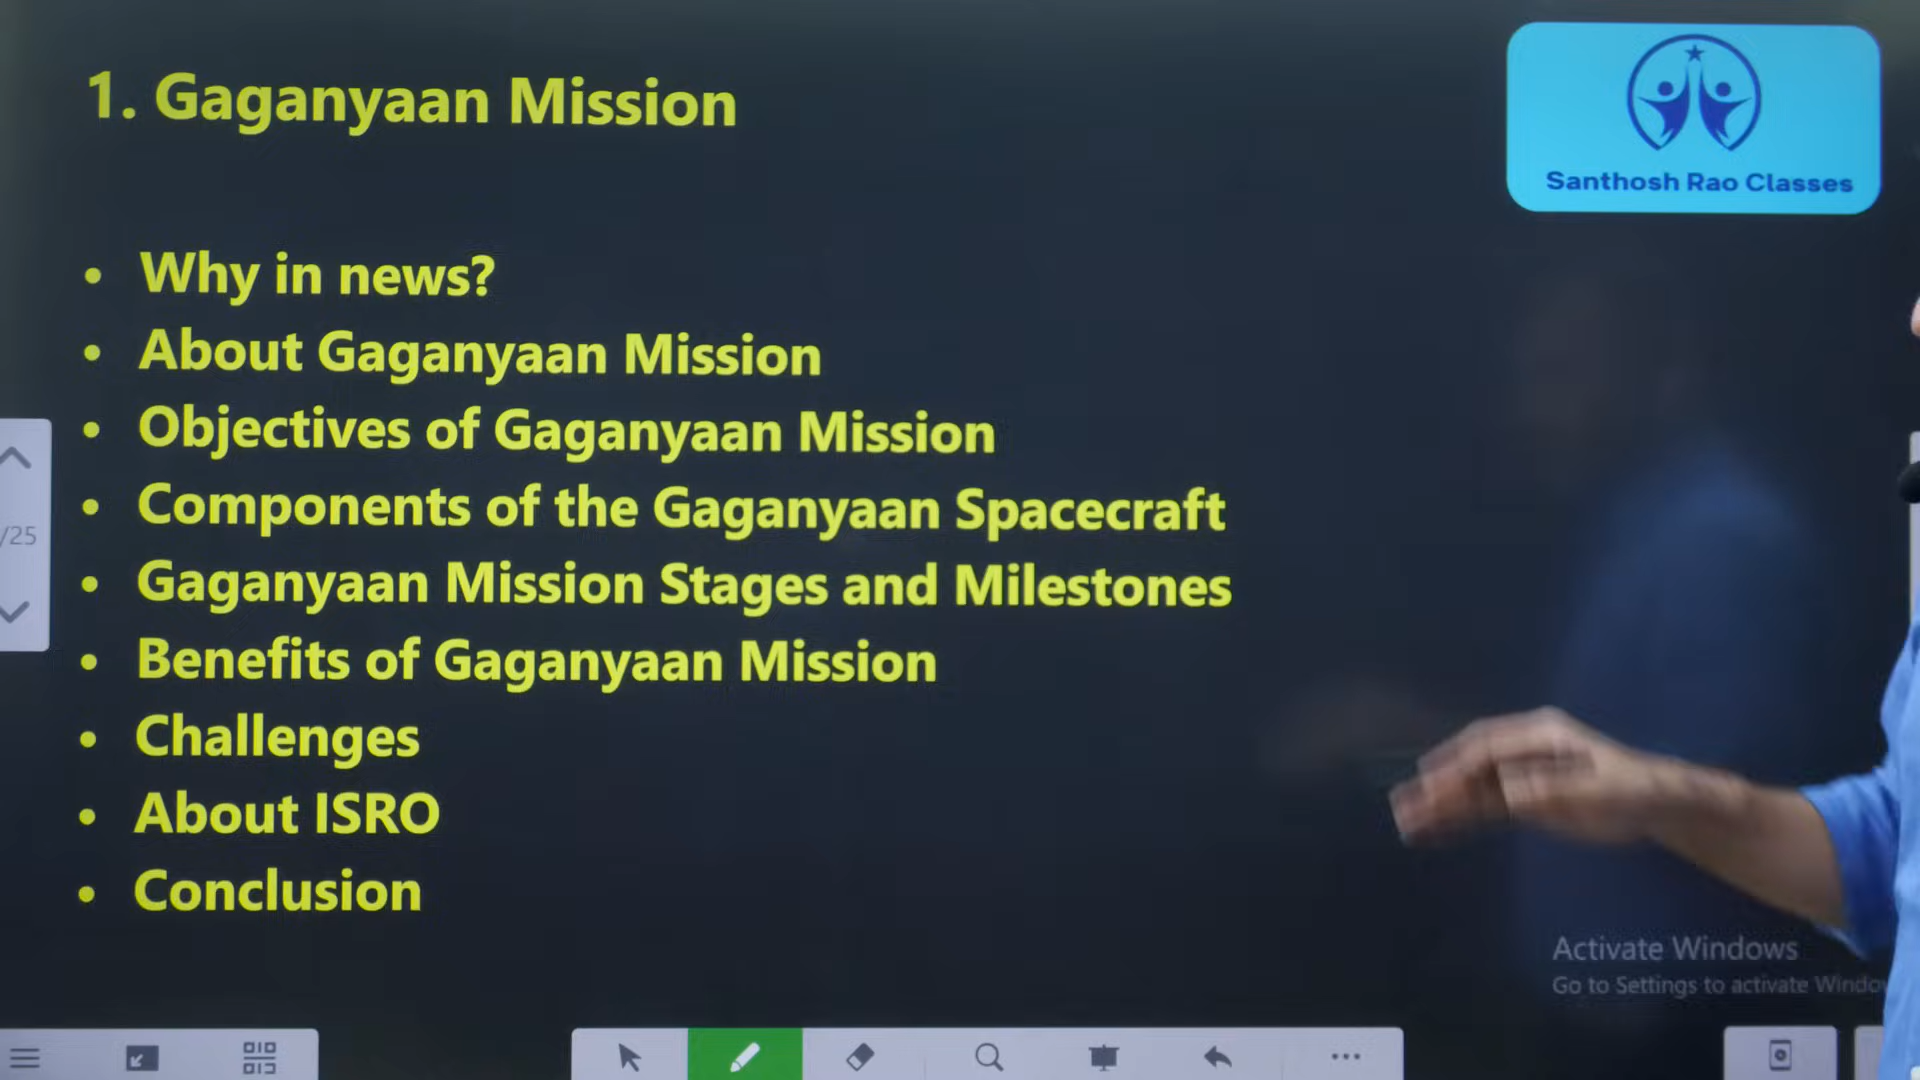 1. Gaganyaan Mission
Santhosh Rao Classes
• Why in news?
• About Gaganyaan Mission
• Objectives of Gaganyaan Mission
• Components of the Gaganyaan Spacecraft
• Gaganyaan Mission Stages and Milestones
• Benefits of Gaganyaan Mission
• Challenges
• About ISRO
• Conclusion
/25
Activate Windows
Go to Settings to activate